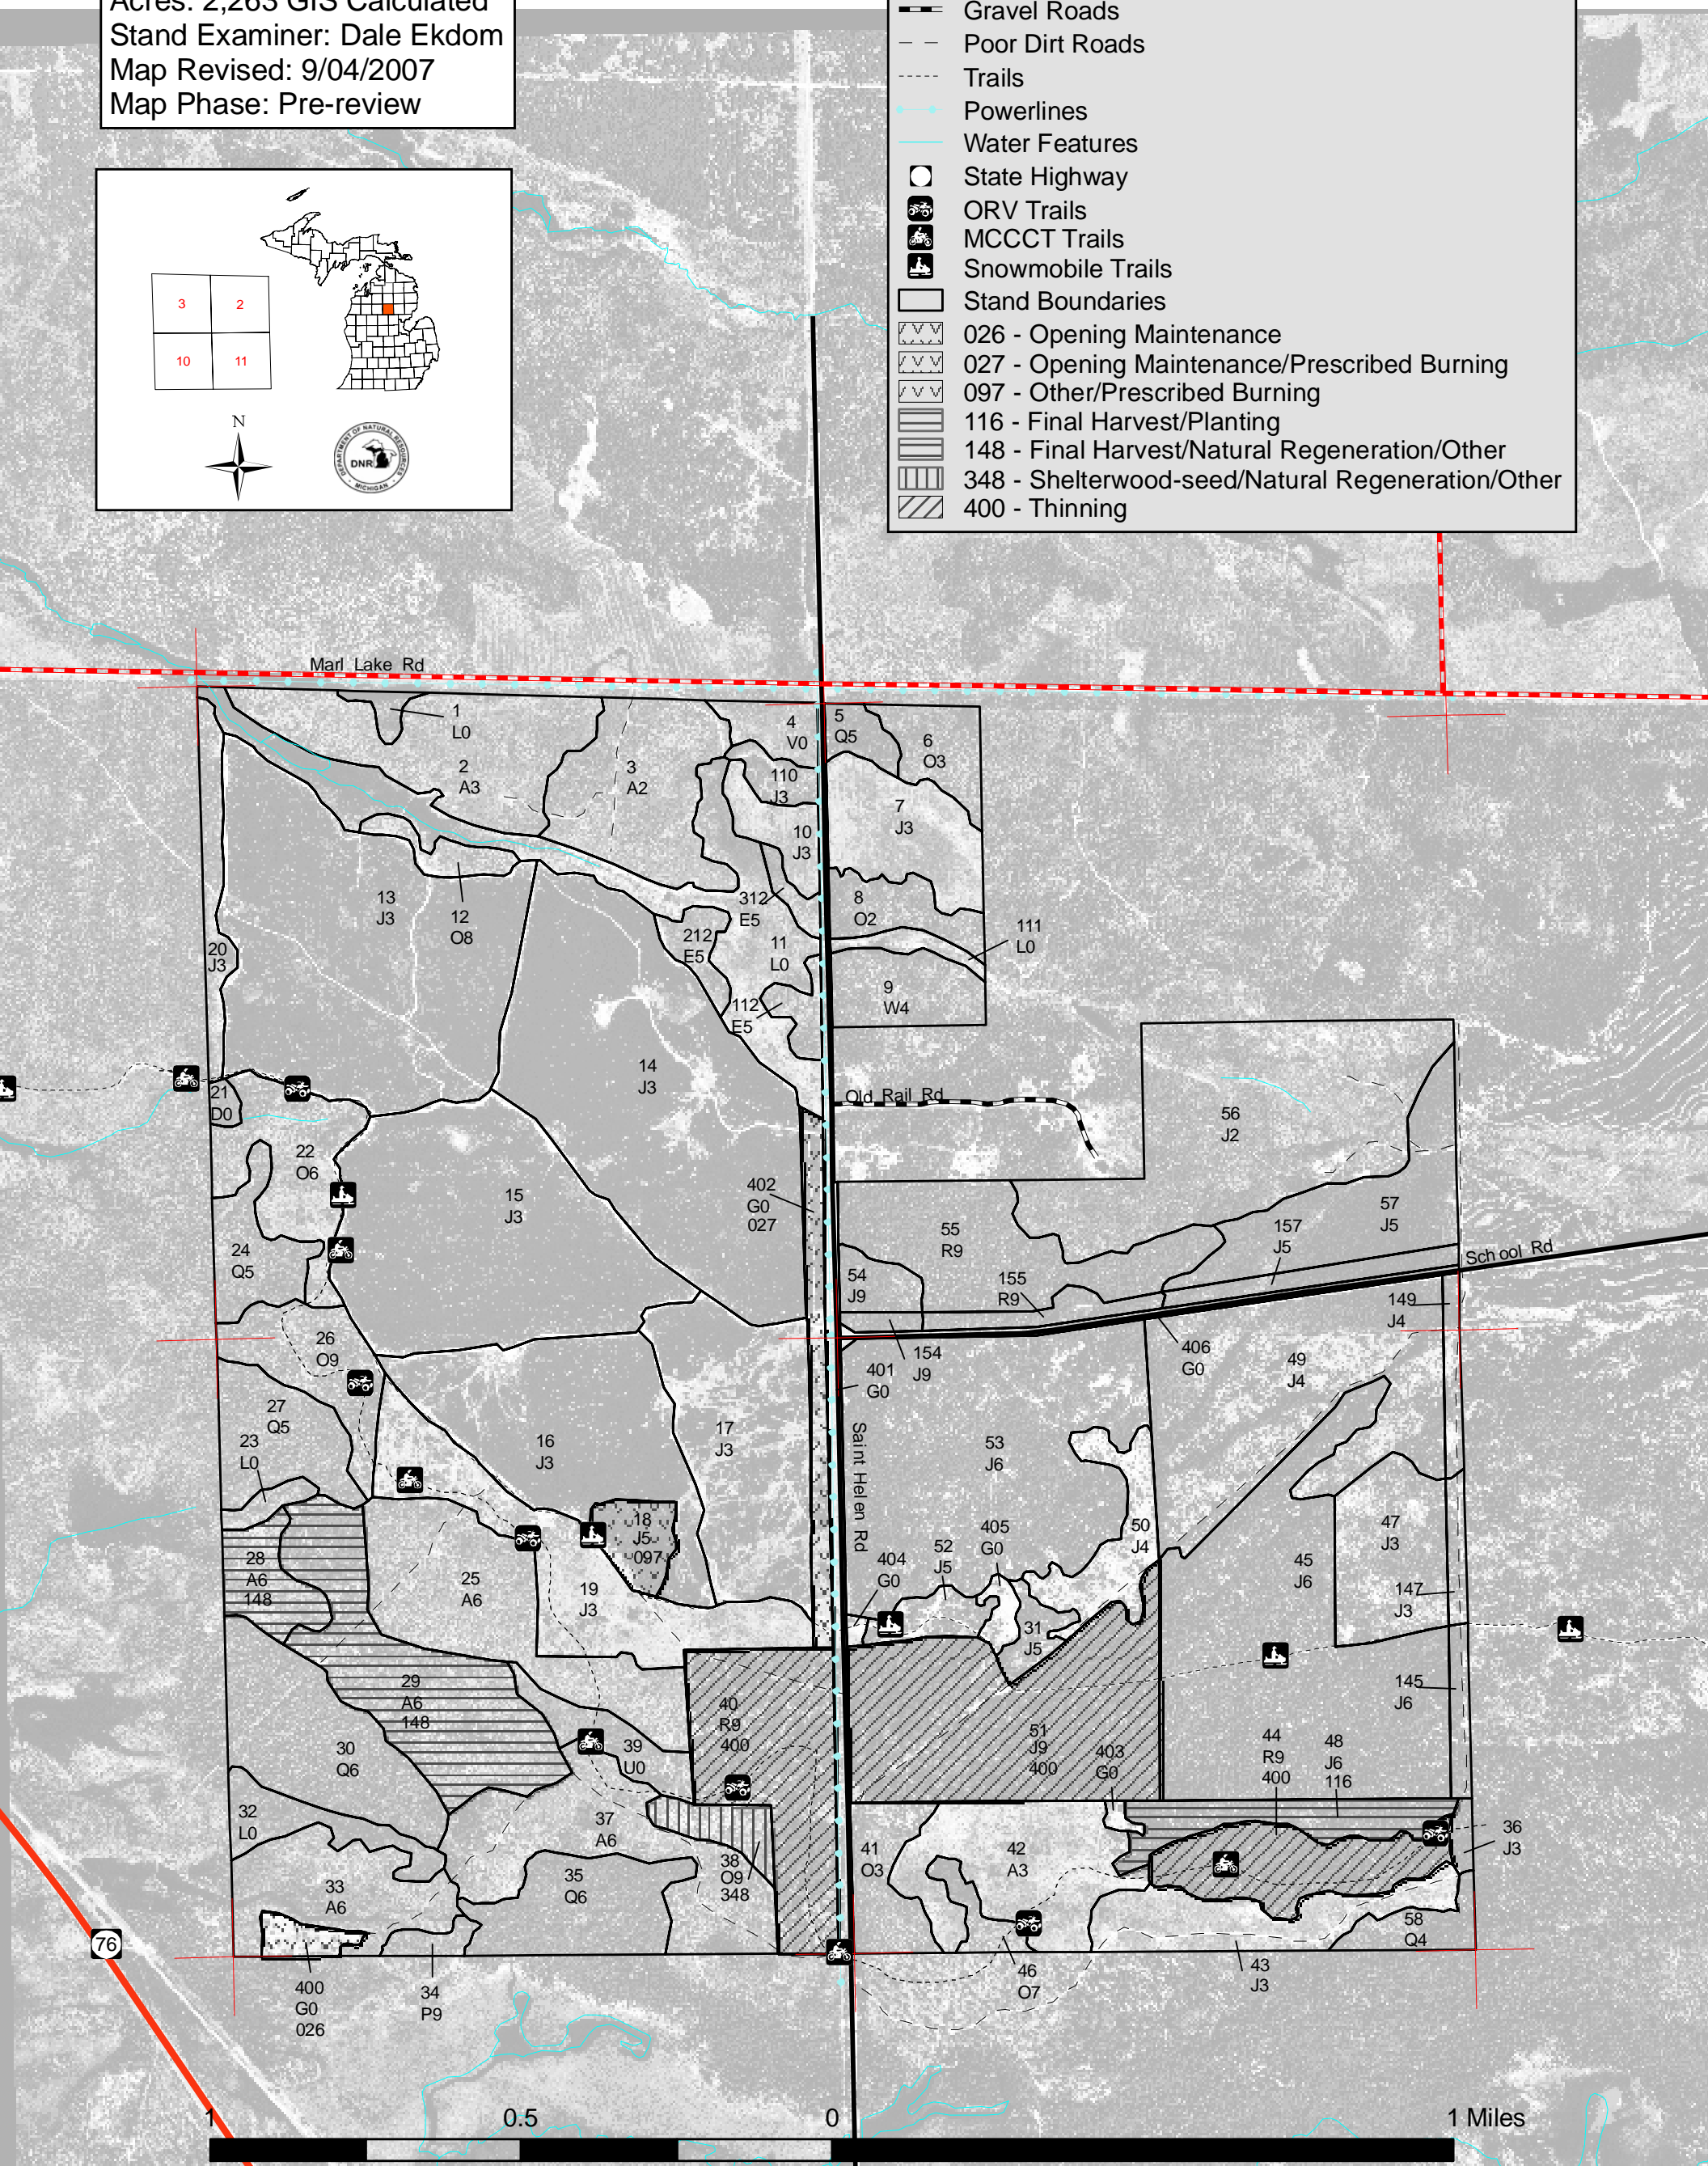 Acres: 2,263 GIS Calculated
Stand Examiner: Dale Ekdom
Map Revised: 9/04/2007
Map Phase: Pre-review
Gravel Roads
Poor Dirt Roads
Trails
Powerlines
Water Features
State Highway
ORV Trails
MCCCT Trails
Snowmobile Trails
Stand Boundaries
026 - Opening Maintenance
027 - Opening Maintenance/Prescribed Burning
097 - Other/Prescribed Burning
116 - Final Harvest/Planting
148 - Final Harvest/Natural Regeneration/Other
348 - Shelterwood-seed/Natural Regeneration/Other
400 - Thinning
3
2
10
11
N
DEPARTMENT OF NATURAL RESOURCES
DNR
MICHIGAN
Marl Lake Rd
1
L0
2
A3
3
A2
4
V0
5
Q5
6
O3
110
J3
7
J3
10
J3
13
J3
12
O8
312
E5
8
O2
111
L0
212
E5
11
L0
20
J3
9
W4
112
E5
14
J3
21
D0
Old Rail Rd
56
J2
22
O6
15
J3
402
G0
027
57
J5
24
Q5
55
R9
157
J5
School Rd
54
J9
155
R9
149
J4
26
O9
154
J9
406
G0
49
J4
401
G0
27
Q5
23
L0
16
J3
17
J3
Saint Helen Rd
53
J6
18
J5
097
405
G0
50
J4
47
J3
28
A6
148
25
A6
19
J3
404
G0
52
J5
45
J6
147
J3
31
J5
29
A6
148
40
R9
400
145
J6
30
Q6
39
U0
51
J9
400
403
G0
44
R9
400
48
J6
116
32
L0
37
A6
36
J3
41
O3
42
A3
38
O9
348
35
Q6
33
A6
58
Q4
76
46
O7
43
J3
400
G0
026
34
P9
1
0.5
0
1 Miles